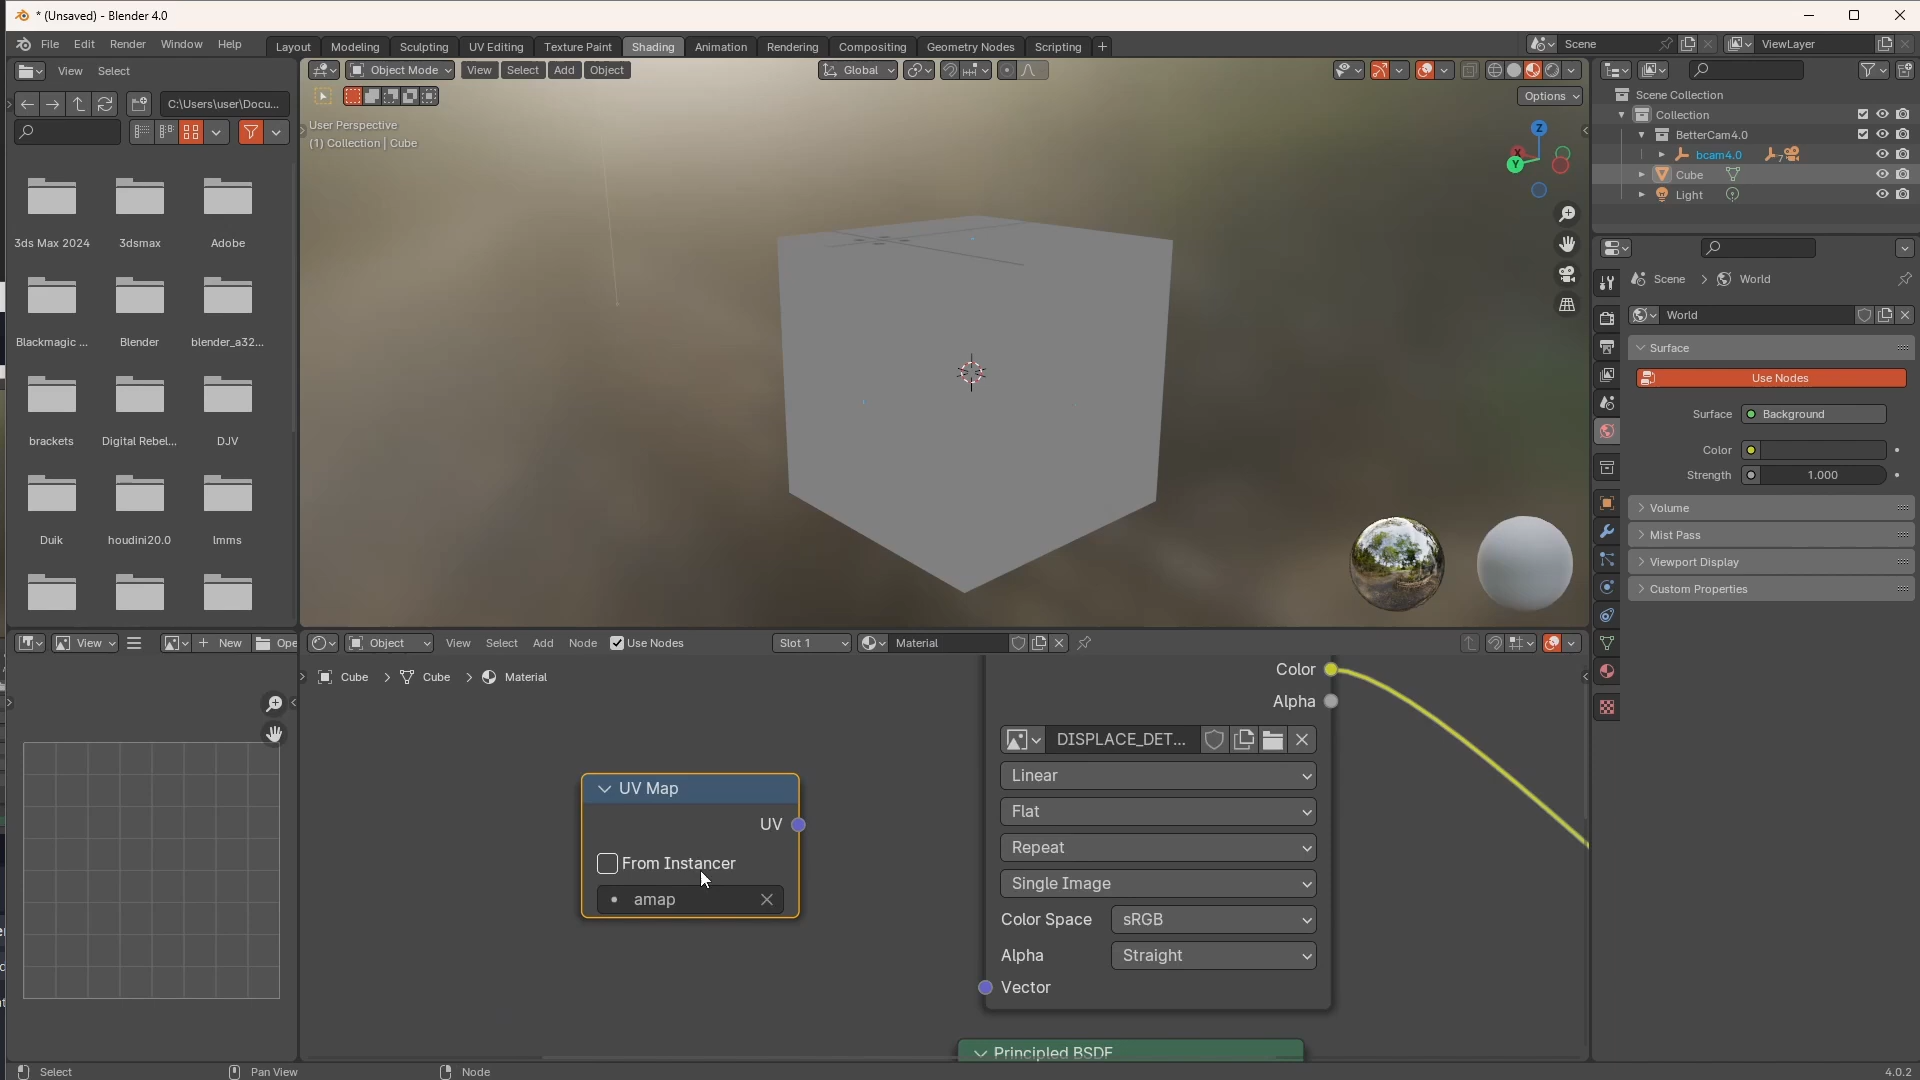 * (Unsaved) - Blender 4.0
File Edit Render Window Help Layout Modeling Sculpting UV Editing Texture Paint Shading Animation Rendering Compositing Geometry Nodes Scripting + Scene ViewLayer
View Select
Object Mode View Select Add Object Global
C:\Users\user\Docu...
Options
User Perspective
(1) Collection | Cube
Z
X
Y
3ds Max 2024 3dsmax Adobe
Blackmagic ... Blender blender_a32...
brackets Digital Rebel... DJV
Duik houdini20.0 lmms
Scene Collection
Collection
BetterCam4.0
bcam4.0 7
Cube
Light
Scene > World
World
Surface
Use Nodes
Surface Background
Color
Strength 1.000
Volume
Mist Pass
Viewport Display
Custom Properties
View New Ope
Object View Select Add Node Use Nodes Slot 1 Material
Cube > Cube > Material
UV Map
UV
From Instancer
amap
Color
Alpha
DISPLACE_DET...
Linear
Flat
Repeat
Single Image
Color Space sRGB
Alpha Straight
Vector
Principled BSDF
Select Pan View Node 4.0.2